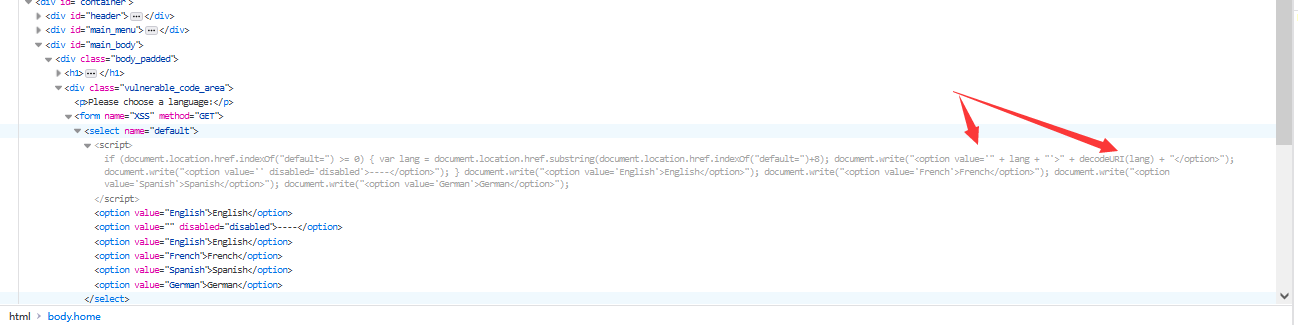 <div id="container">
<div id="header">…</div>
<div id="main_menu">…</div>
<div id="main_body">
<div class="body_padded">
<h1>…</h1>
<div class="vulnerable_code_area">
<p>Please choose a language:</p>
<form name="XSS" method="GET">
<select name="default">
<script>
if (document.location.href.indexOf("default=") >= 0) { var lang = document.location.href.substring(document.location.href.indexOf("default=")+8); document.write("<option value='" + lang + "'>" + decodeURI(lang) + "</option>");
document.write("<option value='' disabled='disabled'>----</option>"); } document.write("<option value='English'>English</option>"); document.write("<option value='French'>French</option>"); document.write("<option
value='Spanish'>Spanish</option>"); document.write("<option value='German'>German</option>");
</script>
<option value="English">English</option>
<option value="" disabled="disabled">----</option>
<option value="English">English</option>
<option value="French">French</option>
<option value="Spanish">Spanish</option>
<option value="German">German</option>
</select>
html > body.home